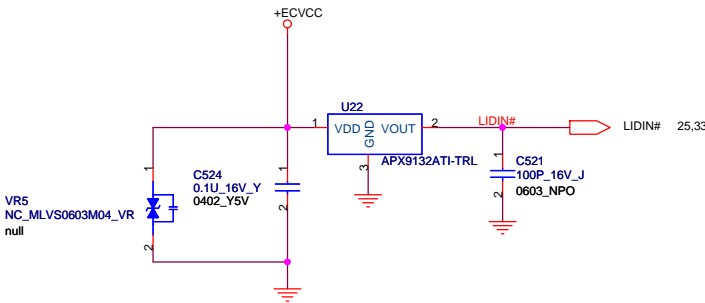 +ECVCC
U22
1
VDD
GND
VOUT
2
3
APX9132ATI-TRL
LIDIN#
LIDIN# 25,33
1
C521
100P_16V_J
0603_NPO
2
1
C524
0.1U_16V_Y
0402_Y5V
2
1
VR5
NC_MLVS0603M04_VR
null
2